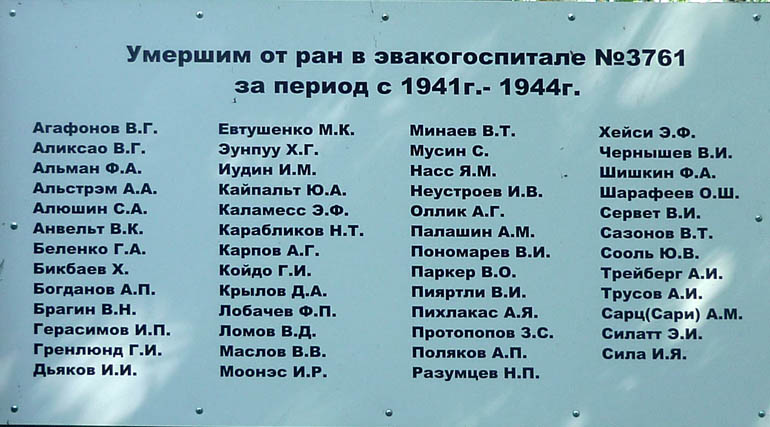 Умершим от ран в эвакогоспитале №3761
за период с 1941г.- 1944г.
Агафонов В.Г.
Аликсао В.Г.
Альман Ф.А.
Альстрэм А.А.
Алюшин С.А.
Анвельт В.К.
Беленко Г.А.
Бикбаев Х.
Богданов А.П.
Брагин В.Н.
Герасимов И.П.
Гренлюнд Г.И.
Дьяков И.И.
Евтушенко М.К.
Эунпуу Х.Г.
Иудин И.М.
Кайпальт Ю.А.
Каламесс Э.Ф.
Карабликов Н.Т.
Карпов А.Г.
Койдо Г.И.
Крылов Д.А.
Лобачев Ф.П.
Ломов В.Д.
Маслов В.В.
Моонэс И.Р.
Минаев В.Т.
Мусин С.
Насс Я.М.
Неустроев И.В.
Оллик А.Г.
Палашин А.М.
Пономарев В.И.
Паркер В.О.
Пияртли В.И.
Пихлакас А.Я.
Протопопов З.С.
Поляков А.П.
Разумцев Н.П.
Хейси Э.Ф.
Чернышев В.И.
Шишкин Ф.А.
Шарафеев О.Ш.
Сервет В.И.
Сазонов В.Т.
Сооль Ю.В.
Трейберг А.И.
Трусов А.И.
Сарц(Сари) А.М.
Силатт Э.И.
Сила И.Я.